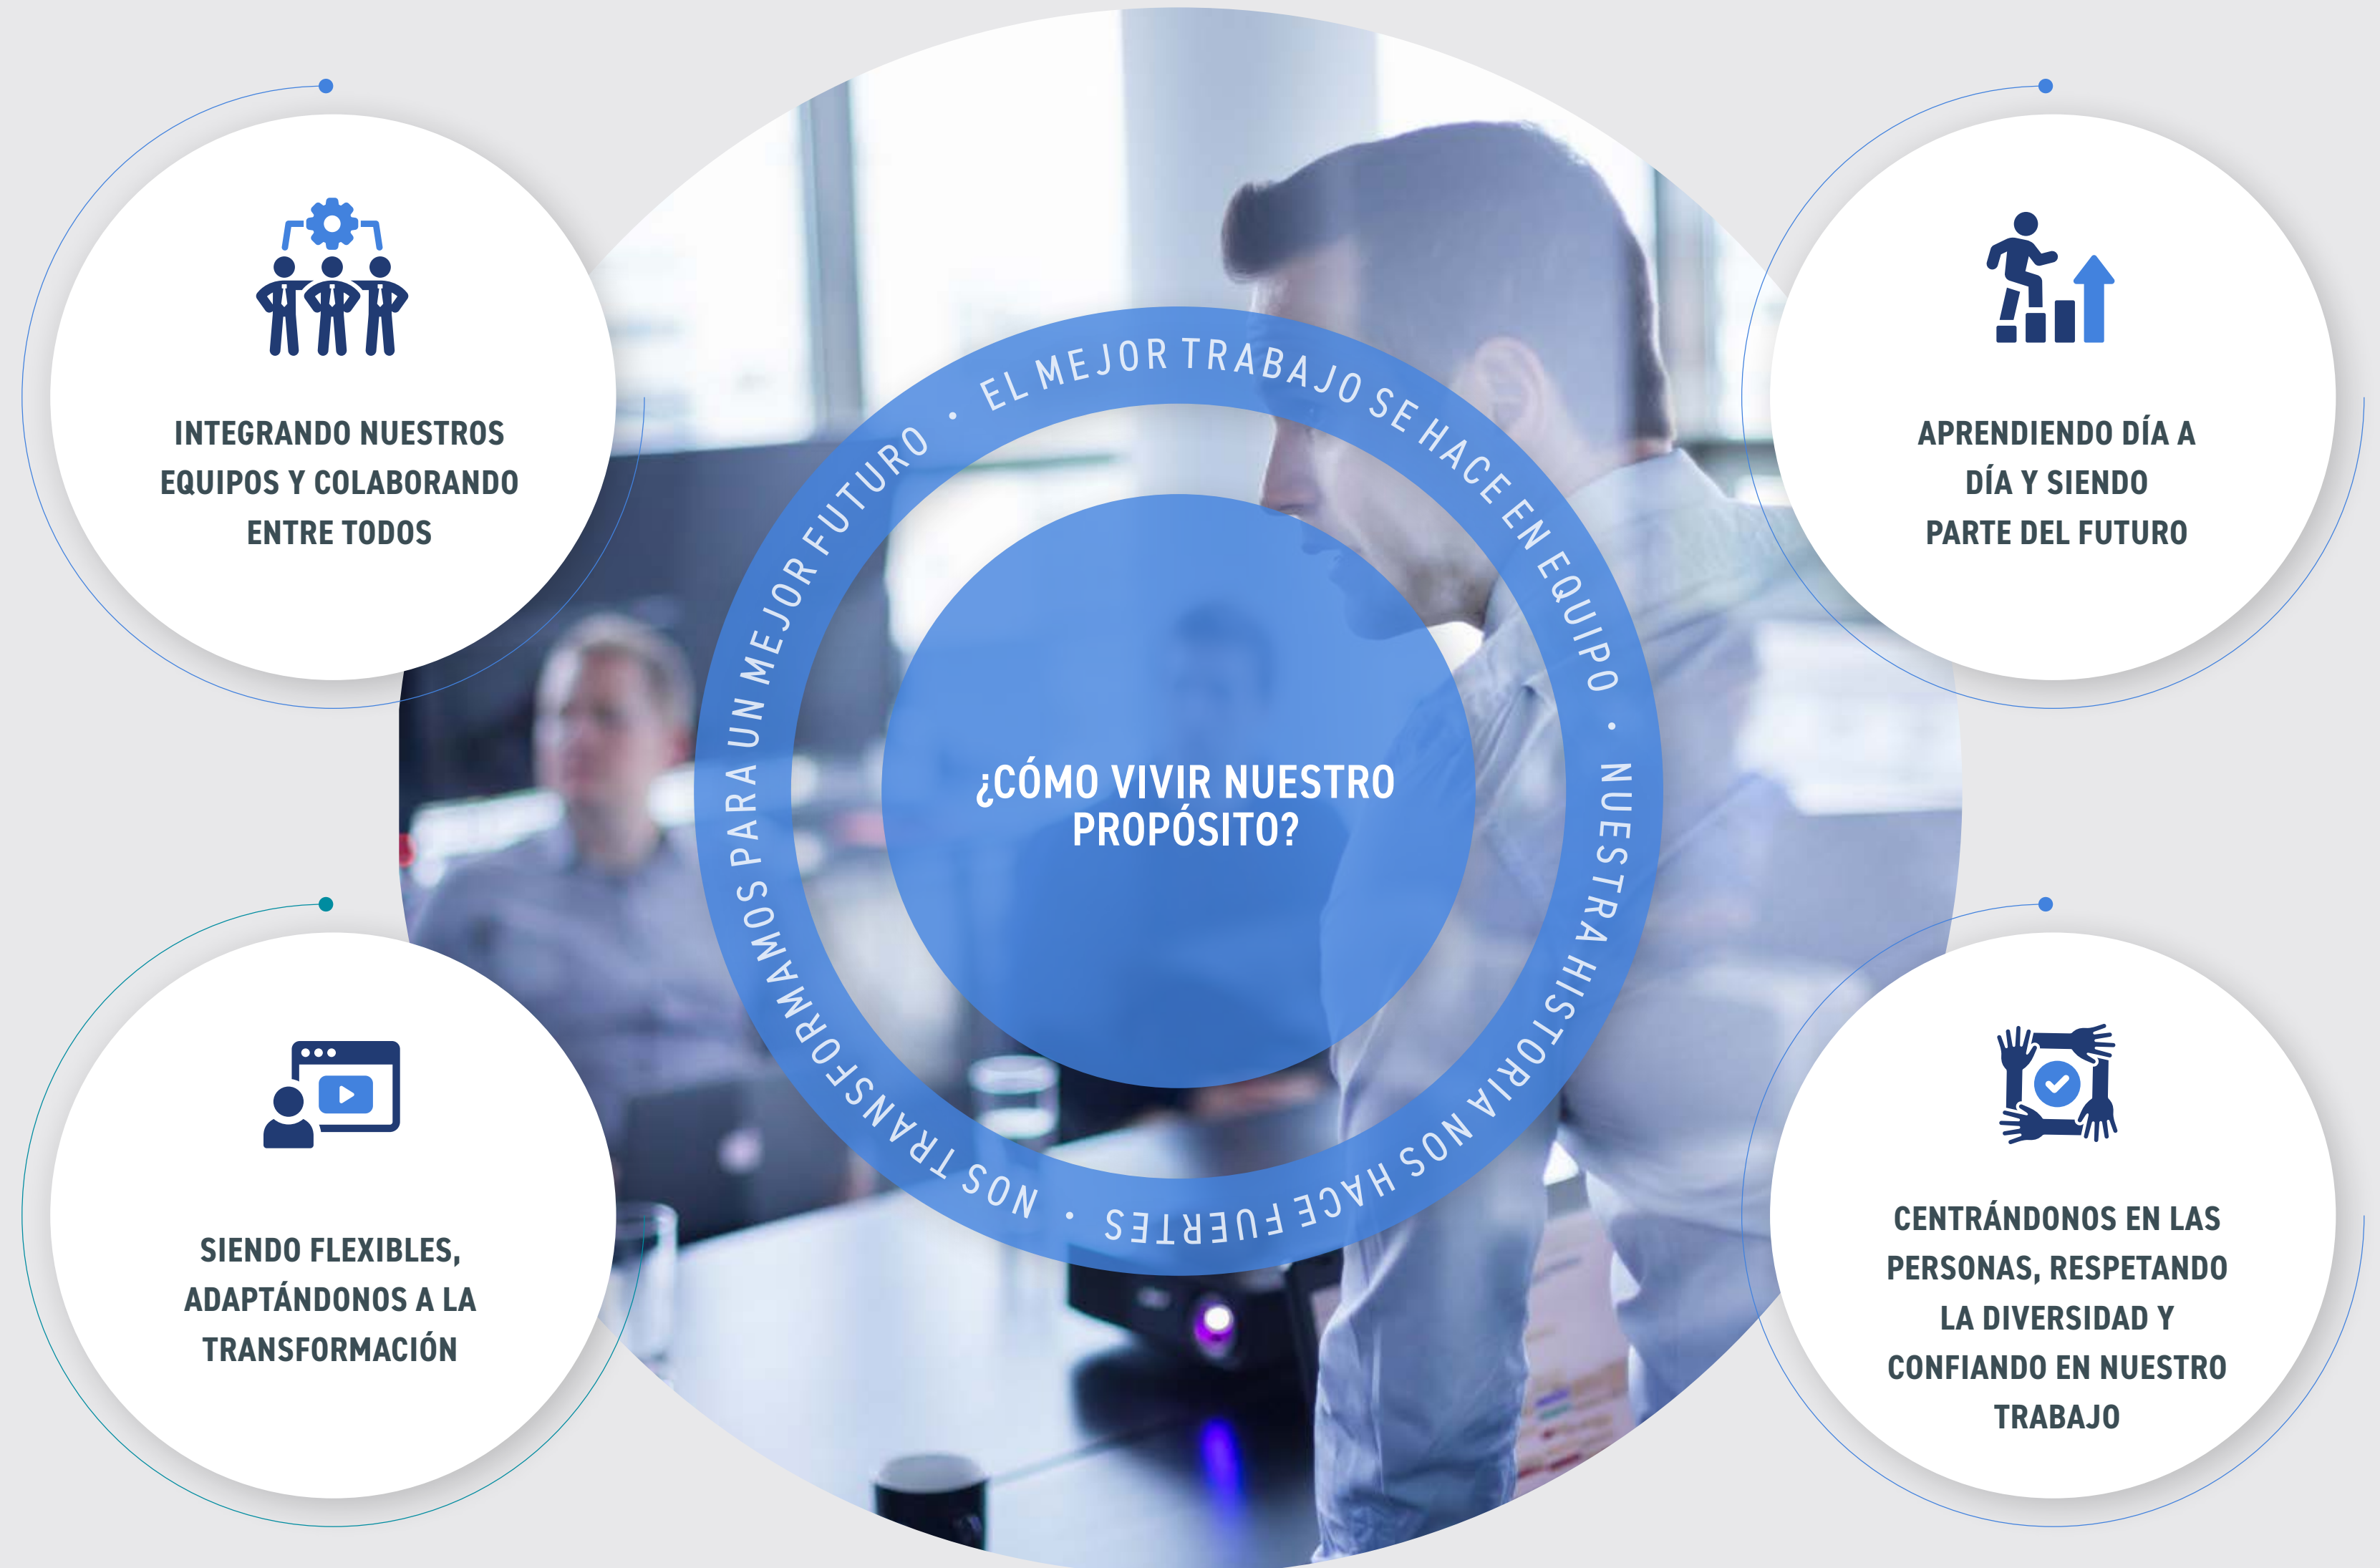 INTEGRANDO NUESTROS
EQUIPOS Y COLABORANDO
ENTRE TODOS
APRENDIENDO DÍA A
DÍA Y SIENDO
PARTE DEL FUTURO
EL MEJOR TRABAJO SE HACE EN EQUIPO • NUESTRA HISTORIA NOS HACE FUERTES • NOS TRANSFORMAMOS PARA UN MEJOR FUTURO •
¿CÓMO VIVIR NUESTRO
PROPÓSITO?
SIENDO FLEXIBLES,
ADAPTÁNDONOS A LA
TRANSFORMACIÓN
CENTRÁNDONOS EN LAS
PERSONAS, RESPETANDO
LA DIVERSIDAD Y
CONFIANDO EN NUESTRO
TRABAJO